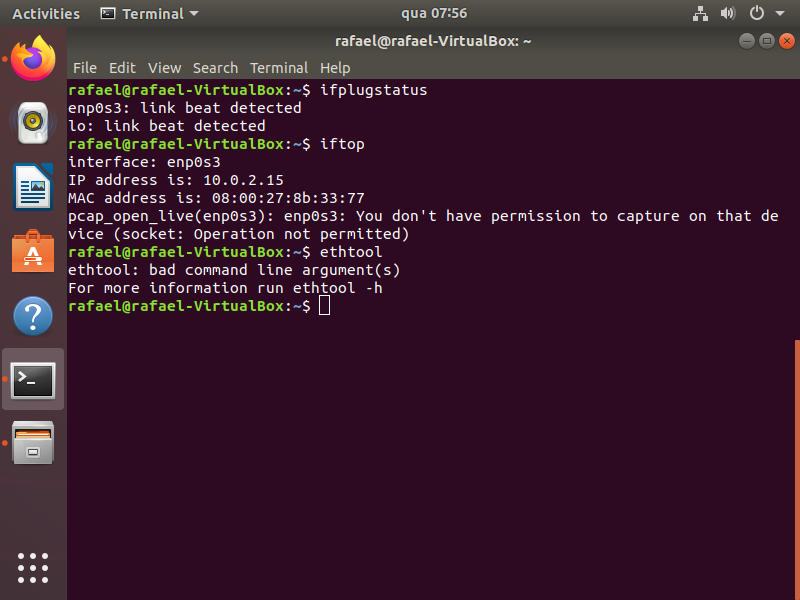 Activities Terminal qua 07:56
rafael@rafael-VirtualBox: ~
File Edit View Search Terminal Help
rafael@rafael-VirtualBox:~$ ifplugstatus
enp0s3: link beat detected
lo: link beat detected
rafael@rafael-VirtualBox:~$ iftop
interface: enp0s3
IP address is: 10.0.2.15
MAC address is: 08:00:27:8b:33:77
pcap_open_live(enp0s3): enp0s3: You don't have permission to capture on that de
vice (socket: Operation not permitted)
rafael@rafael-VirtualBox:~$ ethtool
ethtool: bad command line argument(s)
For more information run ethtool -h
rafael@rafael-VirtualBox:~$